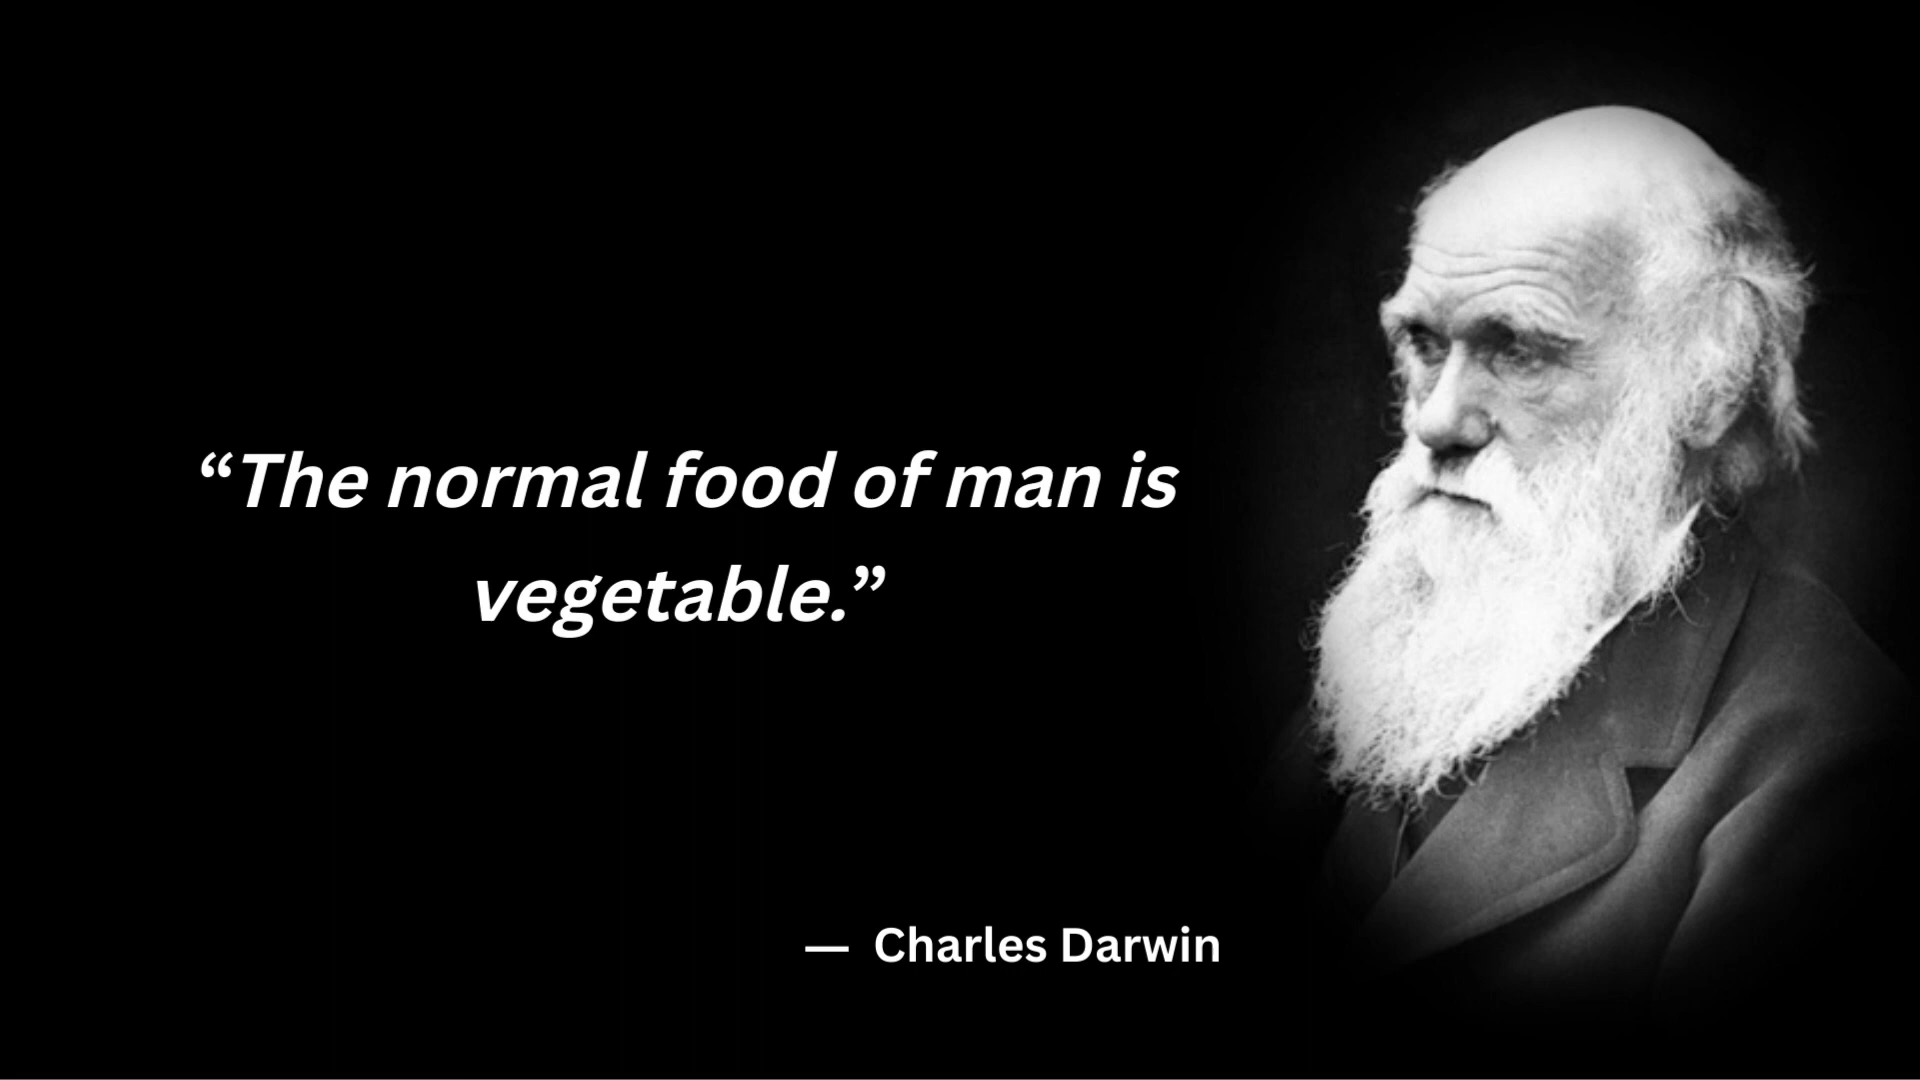 “The normal food of man is
vegetable.”
— Charles Darwin